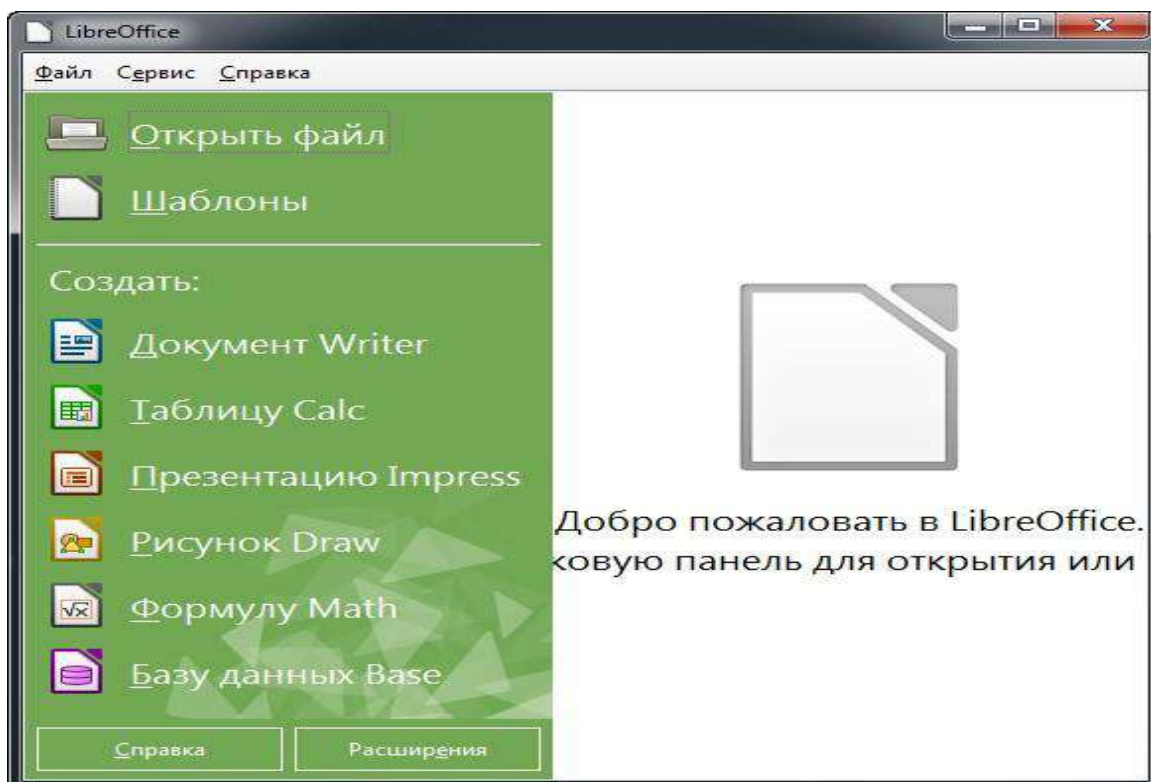 LibreOffice
Файл Сервис Справка
Открыть файл
Шаблоны
Создать:
Документ Writer
Таблицу Calc
Презентацию Impress
Рисунок Draw
Формулу Math
Базу данных Base
Справка Расширения
Добро пожаловать в LibreOffice.
ковую панель для открытия или